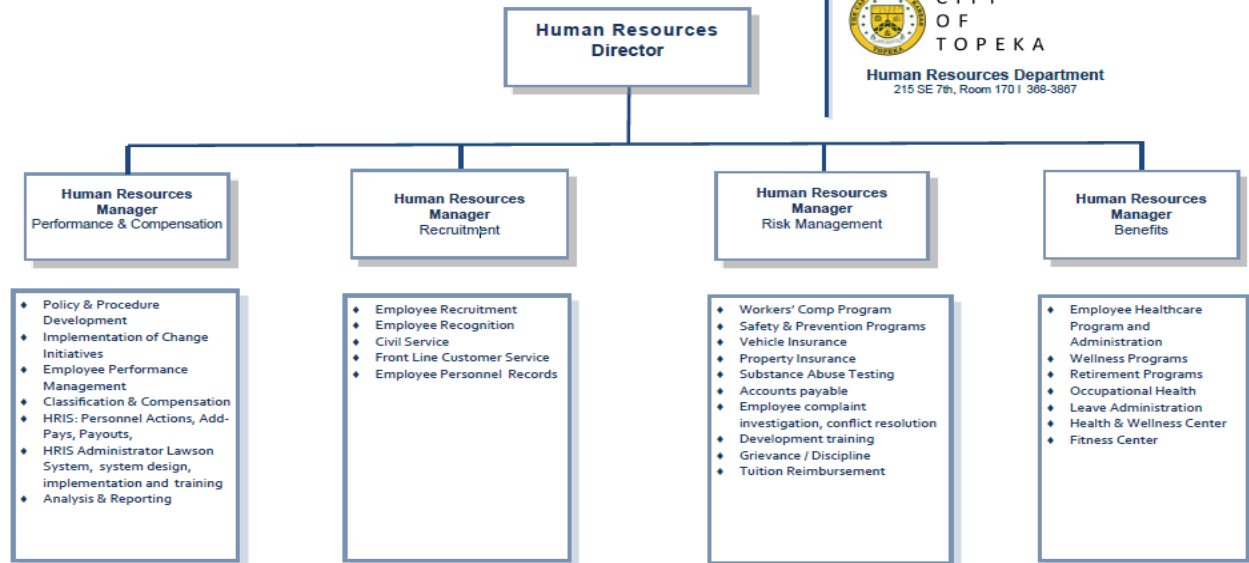 Human Resources
Director
CITY
OF
TOPEKA
TOPEKA
Human Resources Department
215 SE 7th, Room 170 I 368-3867
Human Resources
Manager
Performance & Compensation
Human Resources
Manager
Recruitment
Human Resources
Manager
Risk Management
Human Resources
Manager
Benefits
♦ Policy & Procedure
Development
♦ Implementation of Change
Initiatives
♦ Employee Performance
Management
♦ Classification & Compensation
♦ HRIS: Personnel Actions, Add-
Pays, Payouts,
♦ HRIS Administrator Lawson
System, system design,
implementation and training
♦ Analysis & Reporting
♦ Employee Recruitment
♦ Employee Recognition
♦ Civil Service
♦ Front Line Customer Service
♦ Employee Personnel Records
♦ Workers' Comp Program
♦ Safety & Prevention Programs
♦ Vehicle Insurance
♦ Property Insurance
♦ Substance Abuse Testing
♦ Accounts payable
♦ Employee complaint
investigation, conflict resolution
♦ Development training
♦ Grievance / Discipline
♦ Tuition Reimbursement
♦ Employee Healthcare
Program and
Administration
♦ Wellness Programs
♦ Retirement Programs
♦ Occupational Health
♦ Leave Administration
♦ Health & Wellness Center
♦ Fitness Center